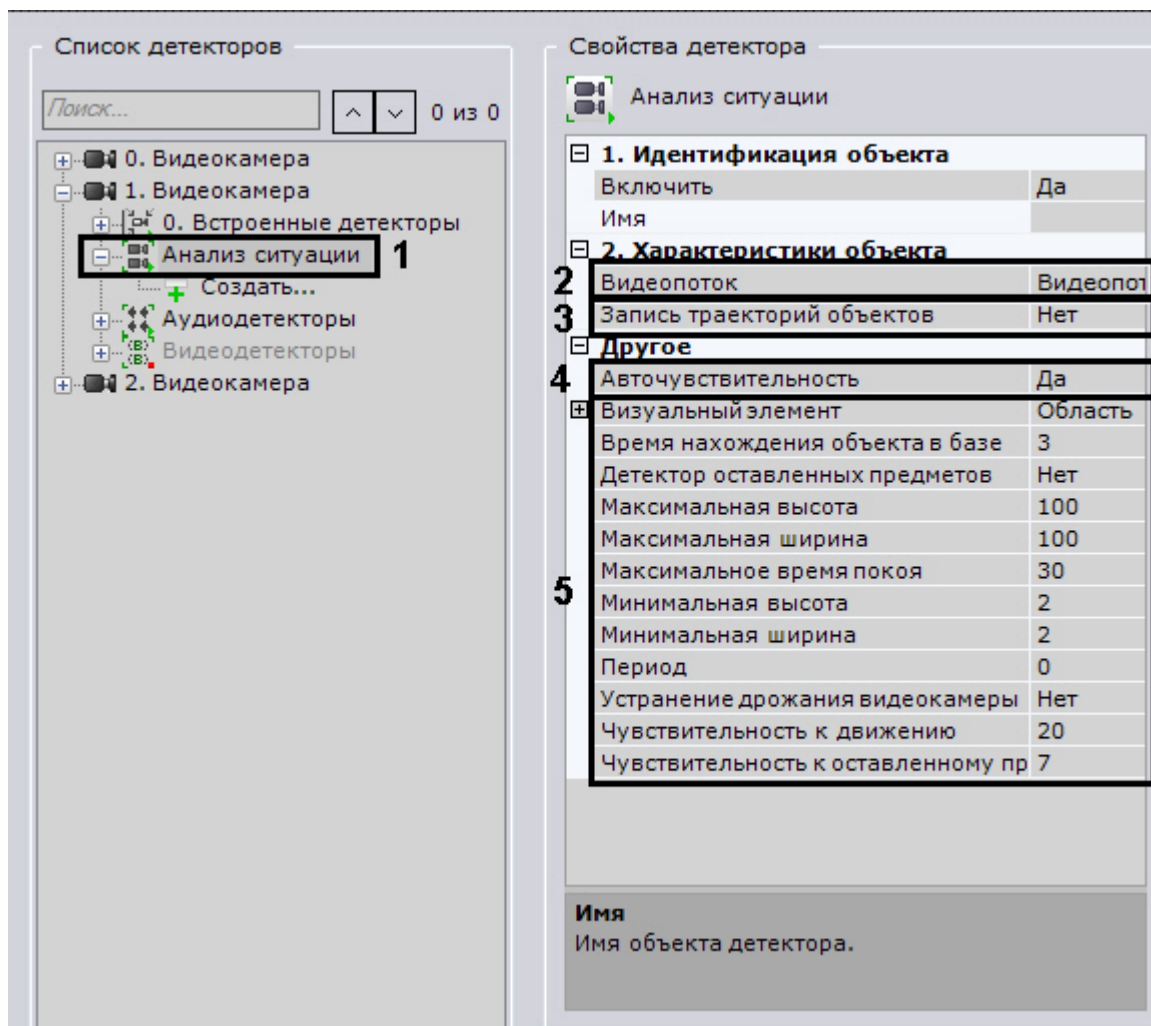 Список детекторов
Поиск...
0 из 0
0. Видеокамера
1. Видеокамера
0. Встроенные детекторы
Анализ ситуации 1
Создать...
Аудиодетекторы
(B) Видеодетекторы
2. Видеокамера
Свойства детектора
Анализ ситуации
1. Идентификация объекта
Включить Да
Имя
2. Характеристики объекта
2 Видеопоток Видеопот
3 Запись траекторий объектов Нет
Другое
4 Авточувствительность Да
Визуальный элемент Область
Время нахождения объекта в базе 3
Детектор оставленных предметов Нет
Максимальная высота 100
Максимальная ширина 100
Максимальное время покоя 30
5
Минимальная высота 2
Минимальная ширина 2
Период 0
Устранение дрожания видеокамеры Нет
Чувствительность к движению 20
Чувствительность к оставленному пр 7
Имя
Имя объекта детектора.